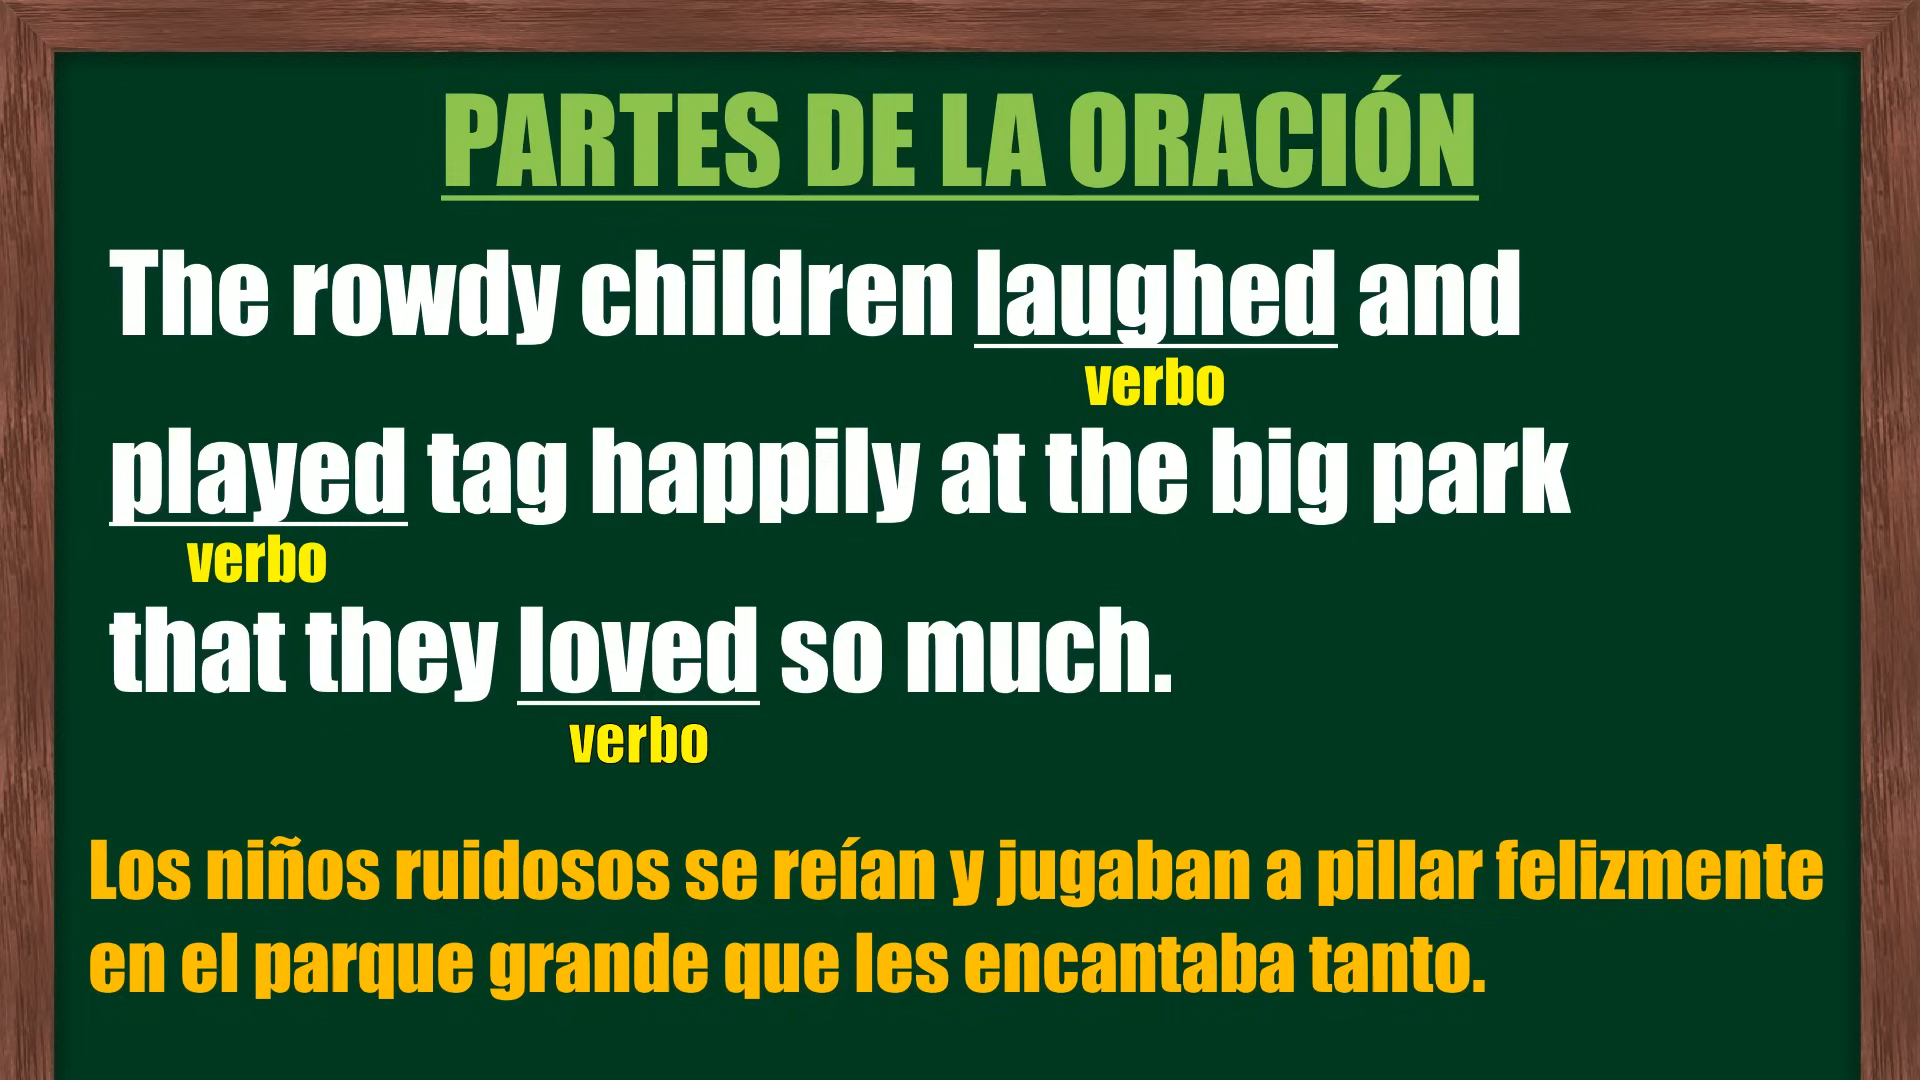 PARTES DE LA ORACIÓN
The rowdy children laughed and
verbo
played tag happily at the big park
verbo
that they loved so much.
verbo
Los niños ruidosos se reían y jugaban a pillar felizmente
en el parque grande que les encantaba tanto.